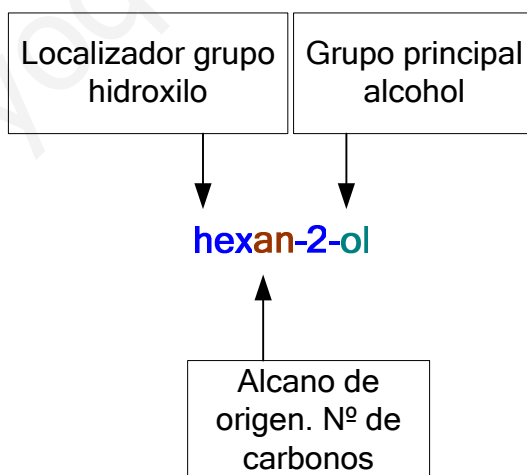 Localizador grupo
hidroxilo
Grupo principal
alcohol
hexan-2-ol
Alcano de
origen. Nº de
carbonos